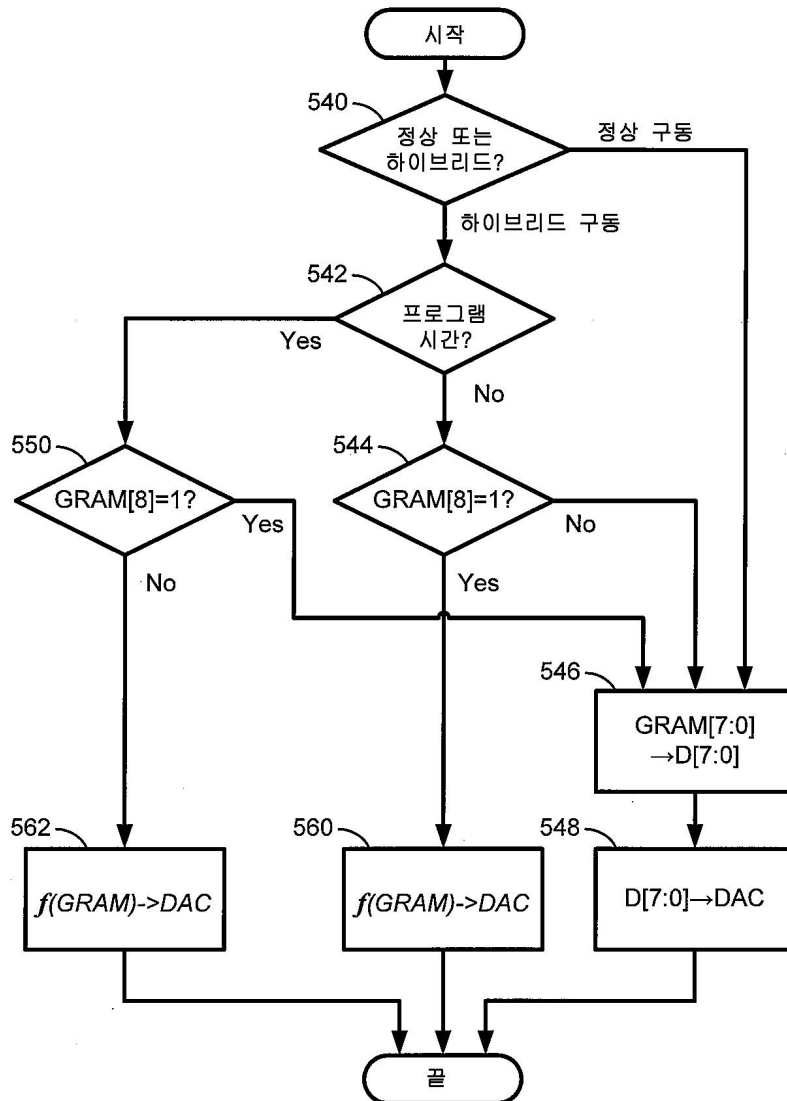 시작
540
정상 또는
하이브리드?
정상 구동
하이브리드 구동
542
프로그램
시간?
Yes
No
550
GRAM[8]=1?
Yes
No
544
GRAM[8]=1?
No
Yes
546
GRAM[7:0]
→D[7:0]
562
f(GRAM)->DAC
560
f(GRAM)->DAC
548
D[7:0]→DAC
끝